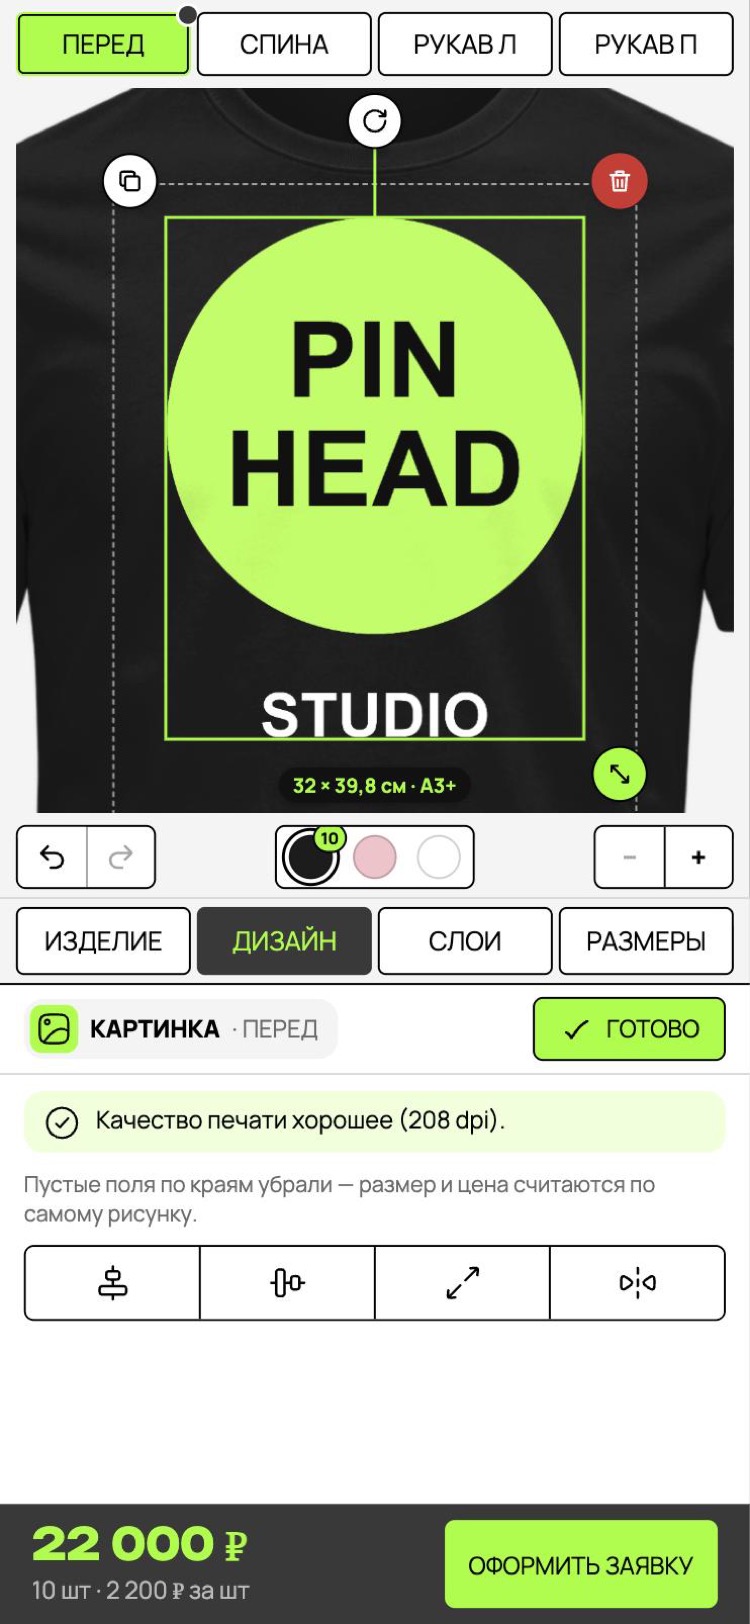 ПЕРЕД
СПИНА
РУКАВ Л
РУКАВ П
PIN
HEAD
STUDIO
32 × 39,8 см · А3+
10
ИЗДЕЛИЕ
ДИЗАЙН
СЛОИ
РАЗМЕРЫ
КАРТИНКА · ПЕРЕД
ГОТОВО
Качество печати хорошее (208 dpi).
Пустые поля по краям убрали — размер и цена считаются по
самому рисунку.
22 000 ₽
10 шт · 2 200 ₽ за шт
ОФОРМИТЬ ЗАЯВКУ